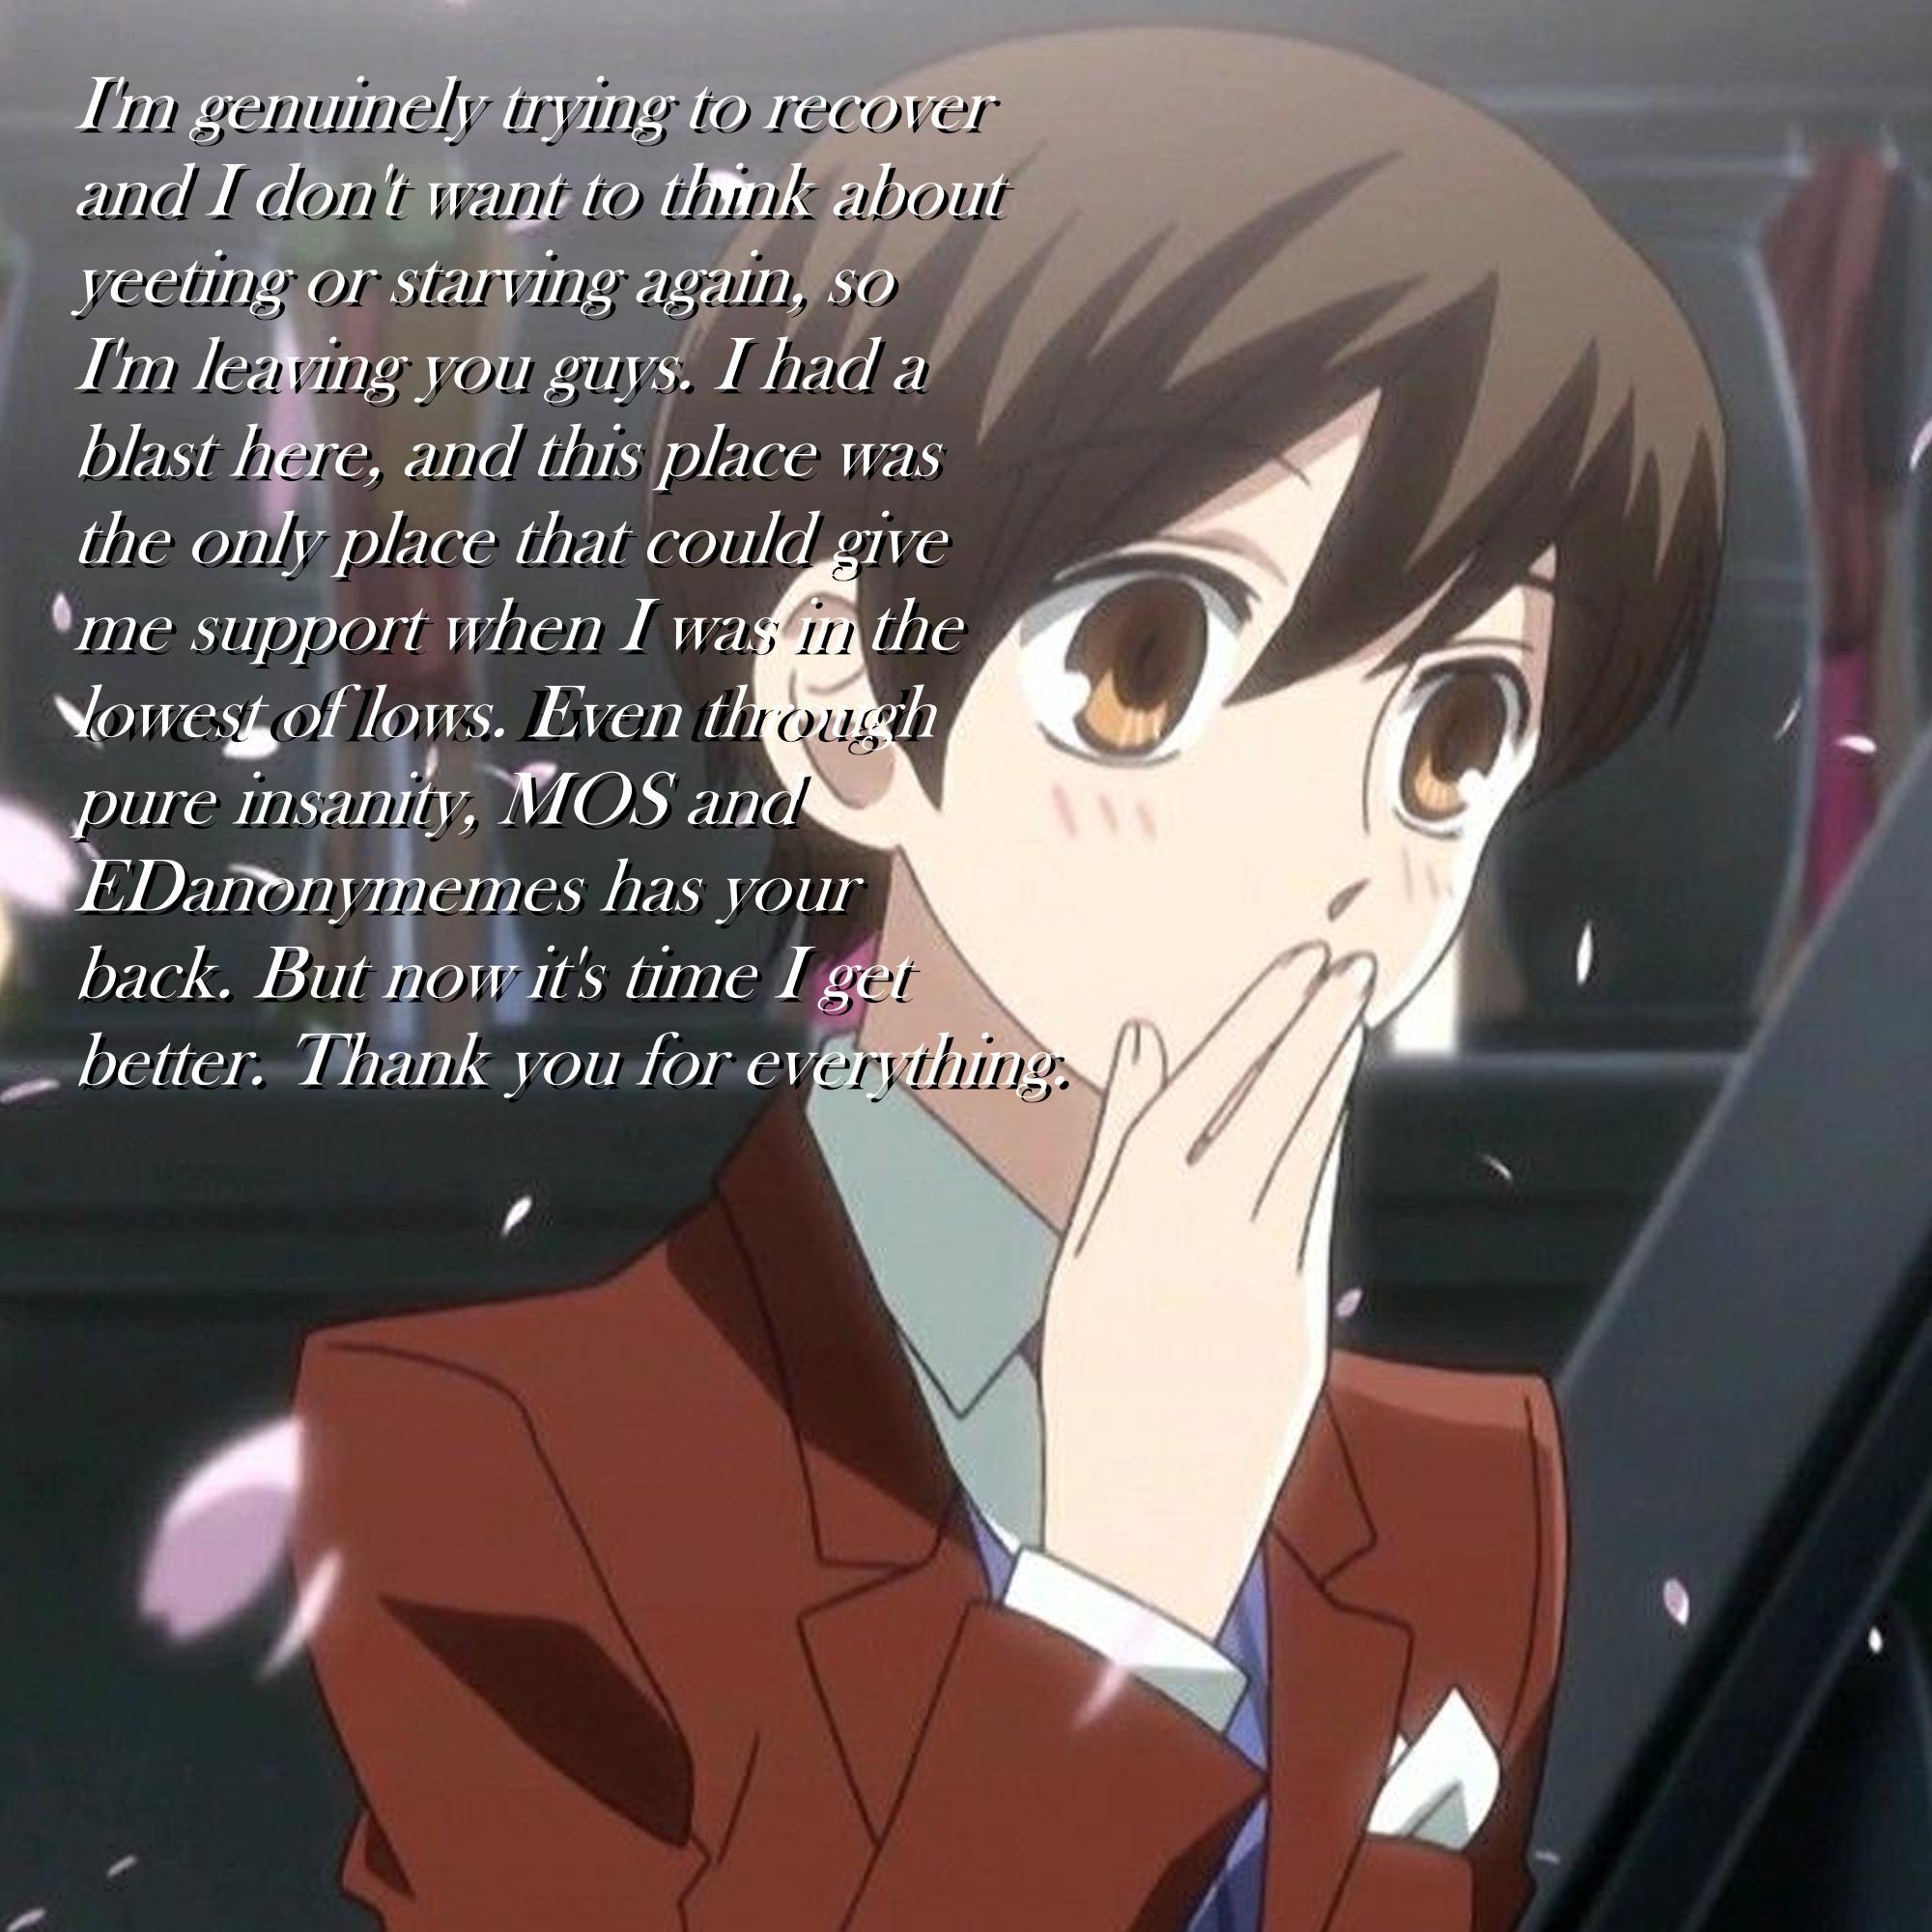 I'm genuinely trying to recover
and I don't want to think about
yeeting or starving again, so
I'm leaving you guys. I had a
blast here, and this place was
the only place that could give
me support when I was in the
lowest of lows. Even through
pure insanity, MOS and
EDanonymemes has your
back. But now it's time I get
better. Thank you for everything.